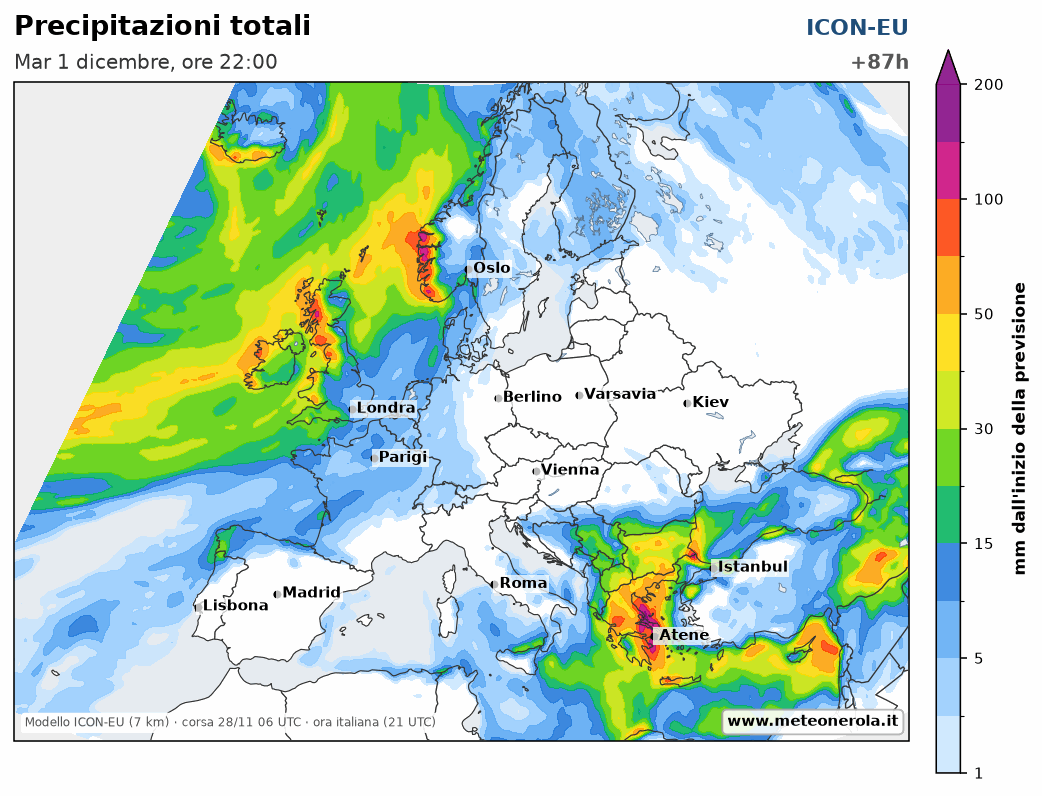 Precipitazioni totali
ICON-EU
Mar 1 dicembre, ore 22:00
+87h
200
100
50
30
15
5
1
mm dall'inizio della previsione
Oslo
Londra
Berlino
Varsavia
Kiev
Parigi
Vienna
Istanbul
Roma
Madrid
Lisbona
Atene
Modello ICON-EU (7 km) · corsa 28/11 06 UTC · ora italiana (21 UTC)
www.meteonerola.it